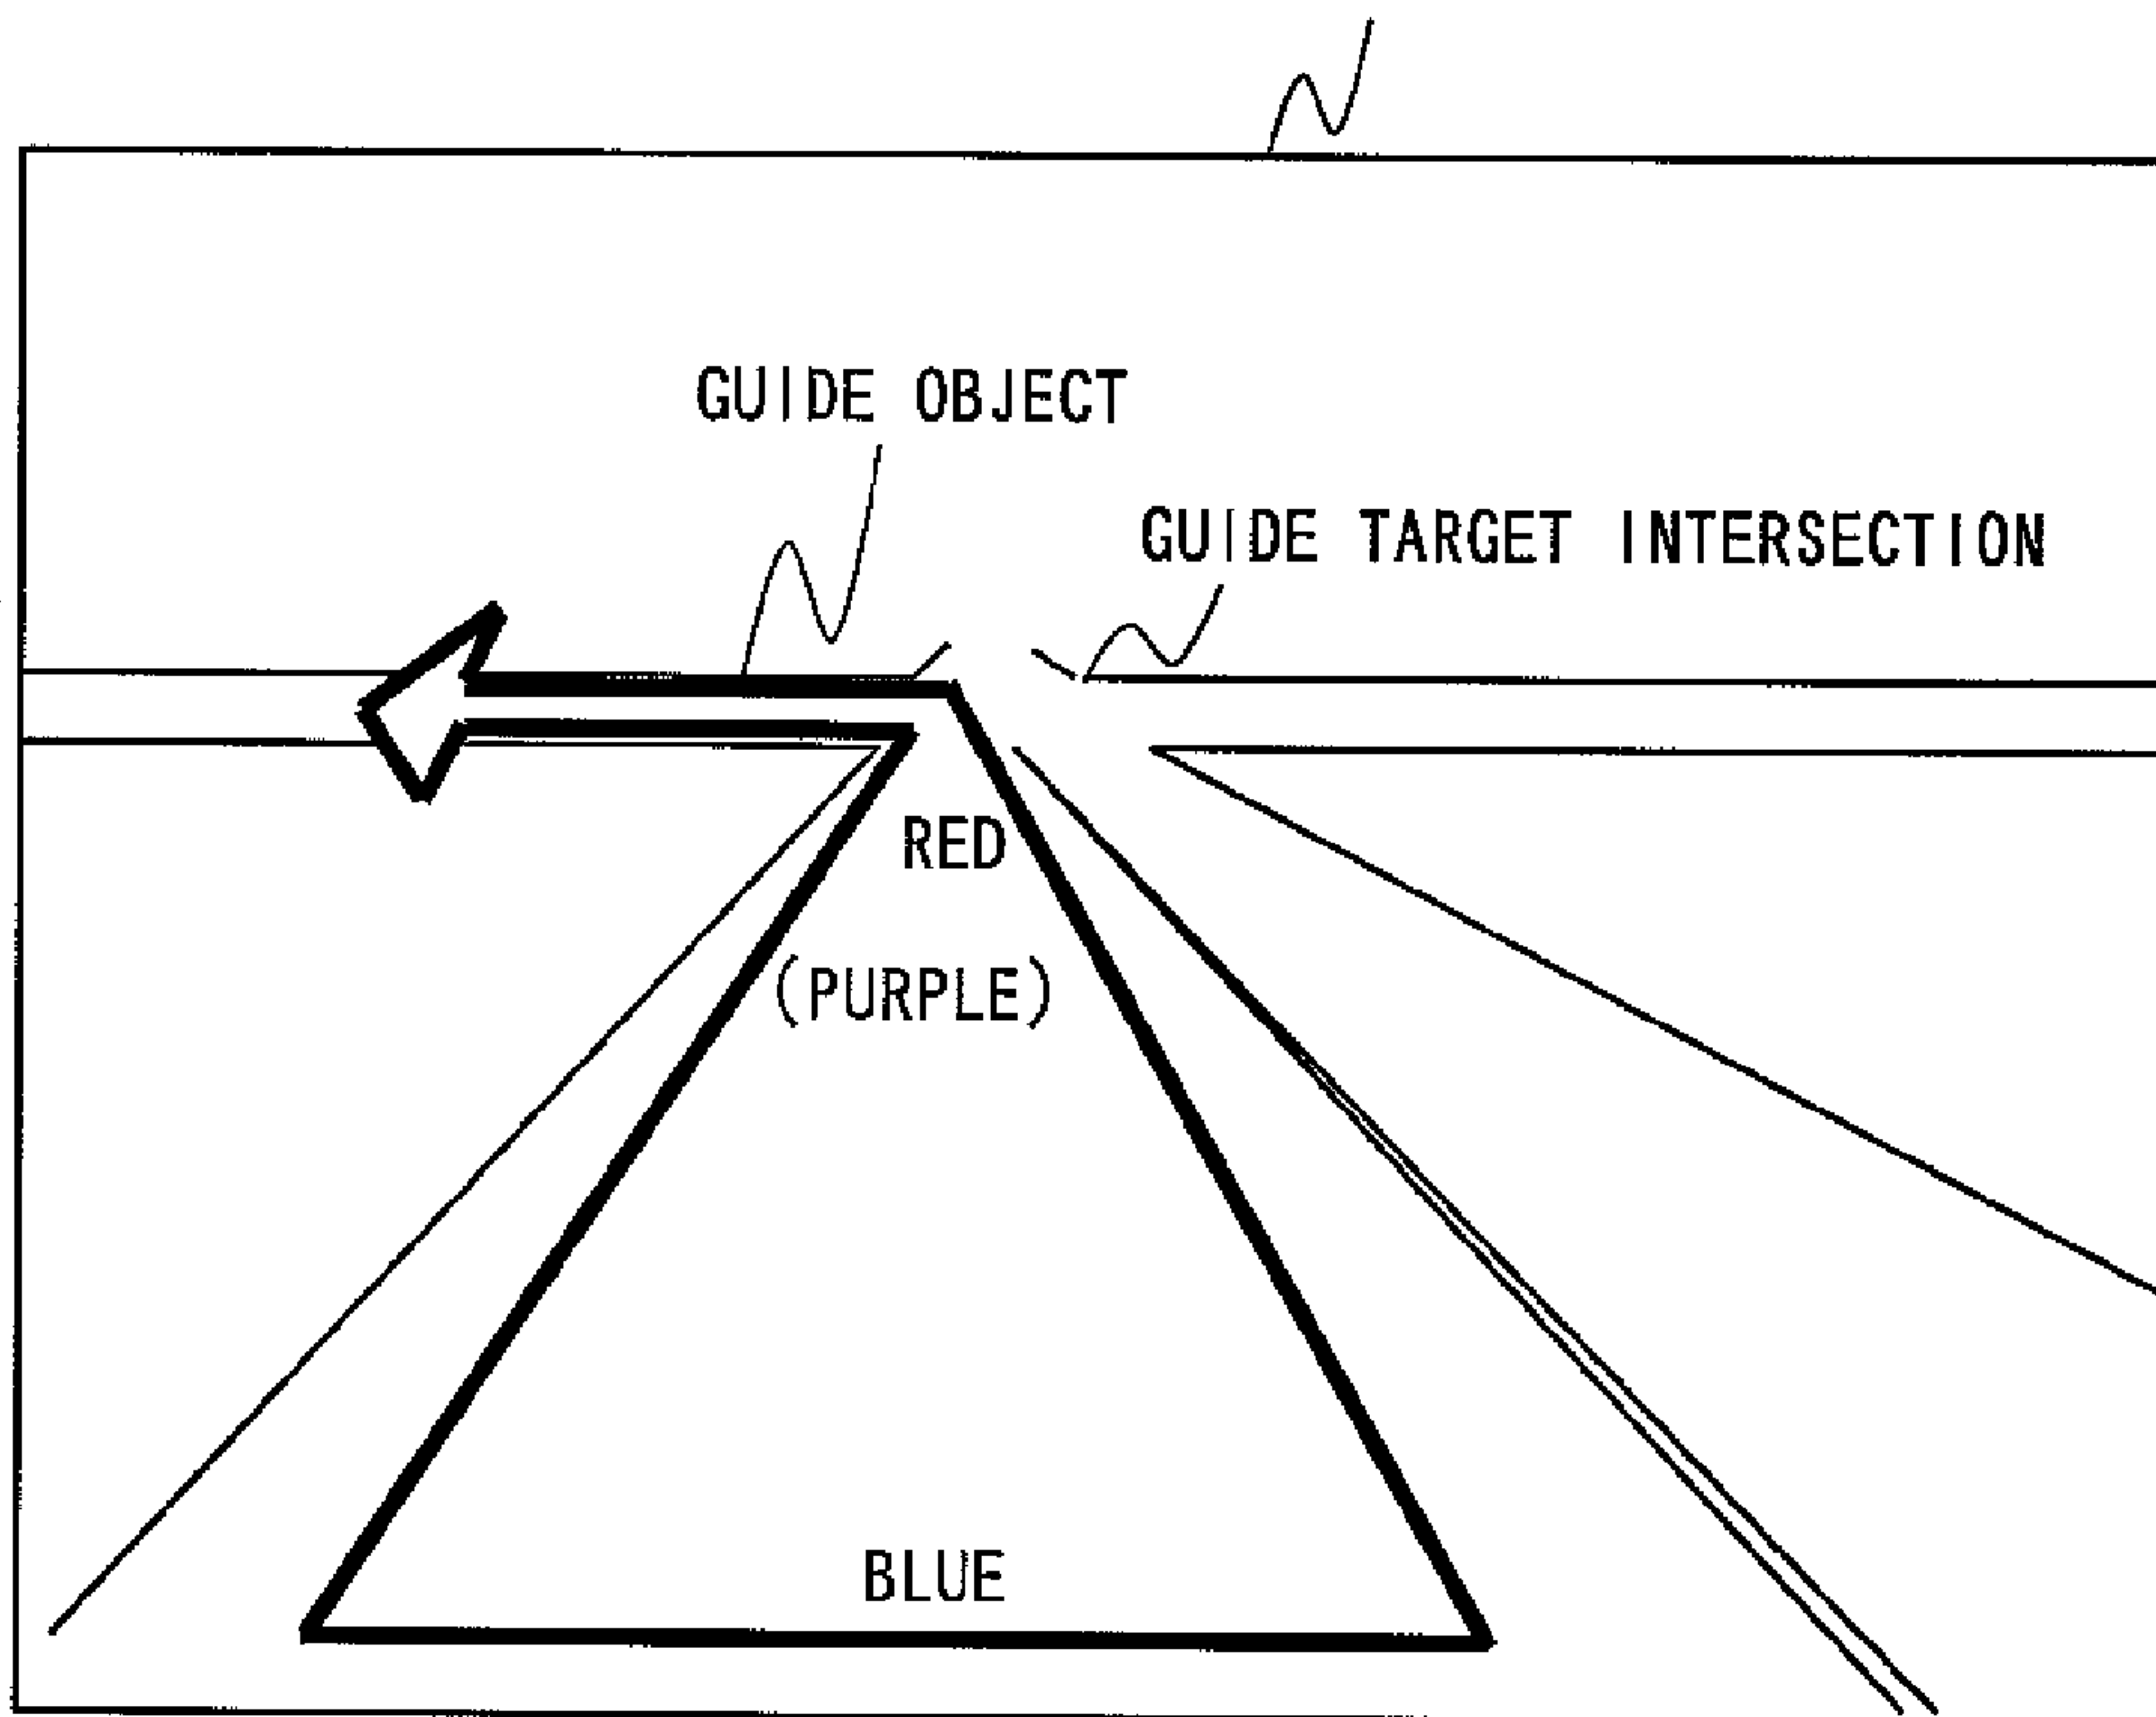 GUIDE OBJECT
GUIDE TARGET INTERSECTION
RED
(PURPLE)
BLUE